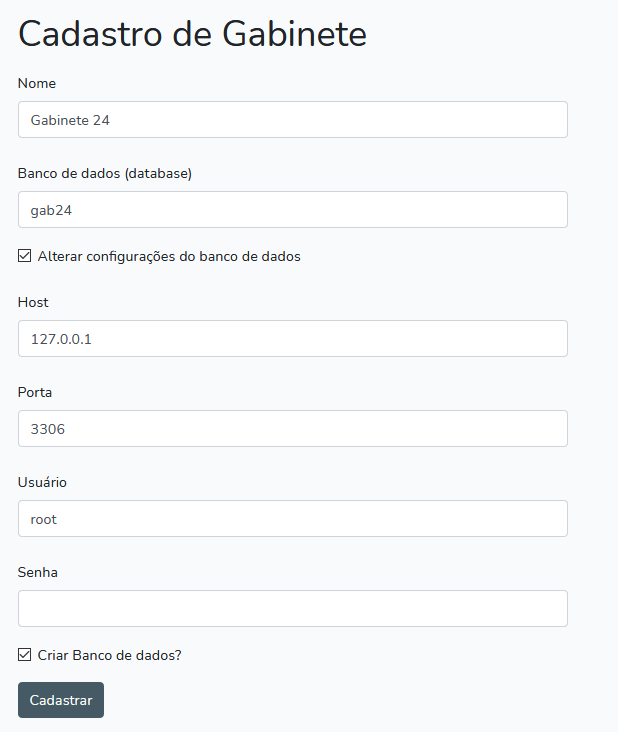 Cadastro de Gabinete
Nome
Gabinete 24
Banco de dados (database)
gab24
Alterar configurações do banco de dados
Host
127.0.0.1
Porta
3306
Usuário
root
Senha
Criar Banco de dados?
Cadastrar